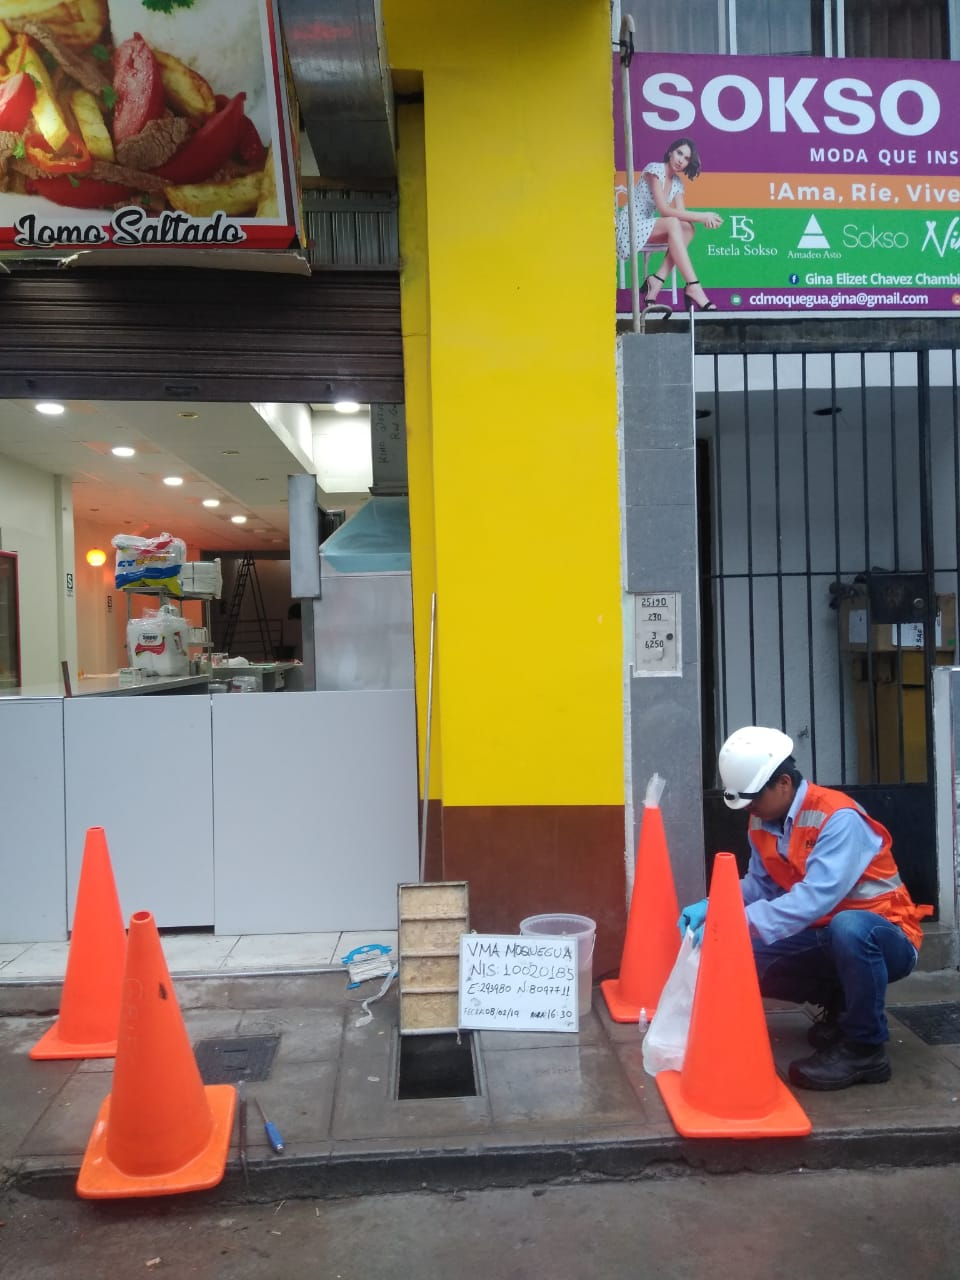 Lomo Saltado
SOKSO
MODA QUE INS
!Ama, Ríe, Vive
ES
Estela Sokso
Amadeo Asto
Sokso
Gina Elizet Chavez Chambi
cdmoquegua.gina@gmail.com
25190
230
3
6250
VMA MOQUEGUA
NIS: 10020185
E: 293980 N: 8097711
FECHA: 08/02/19 HORA: 16:30